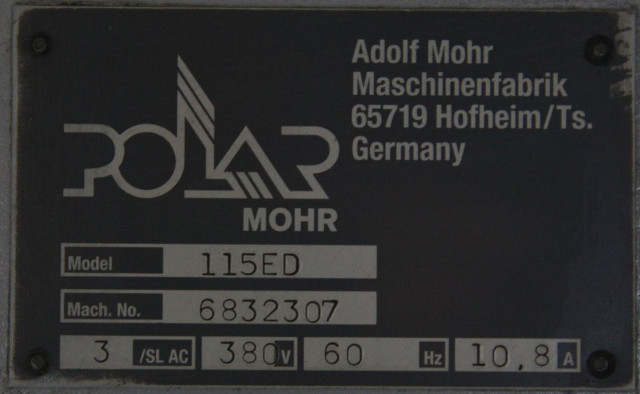 Adolf Mohr
Maschinenfabrik
65719 Hofheim/Ts.
Germany
POLAR
MOHR
Model 115ED
Mach. No. 6832307
3 /SL AC 380 V 60 Hz 10,8 A